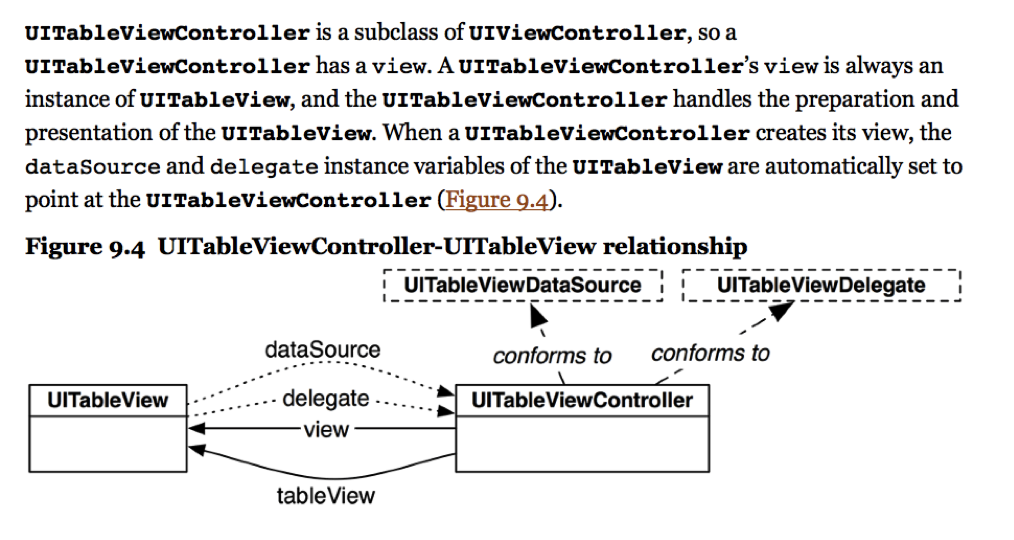 UITableViewController is a subclass of UIViewController, so a
UITableViewController has a view. A UITableViewController’s view is always an
instance of UITableView, and the UITableViewController handles the preparation and
presentation of the UITableView. When a UITableViewController creates its view, the
dataSource and delegate instance variables of the UITableView are automatically set to
point at the UITableViewController (Figure 9.4).
Figure 9.4 UITableViewController-UITableView relationship
UITableViewDataSource
UITableViewDelegate
conforms to
conforms to
dataSource
UITableView
delegate
UITableViewController
view
tableView